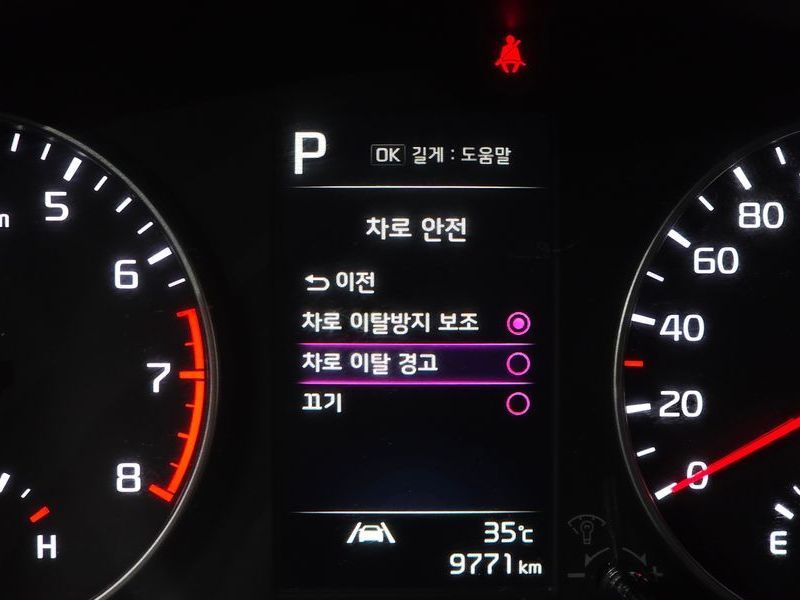 P
OK 길게 : 도움말
차로 안전
이전
차로 이탈방지 보조
차로 이탈 경고
끄기
35℃
9771 km
5
6
7
8
H
80
60
40
20
0
E